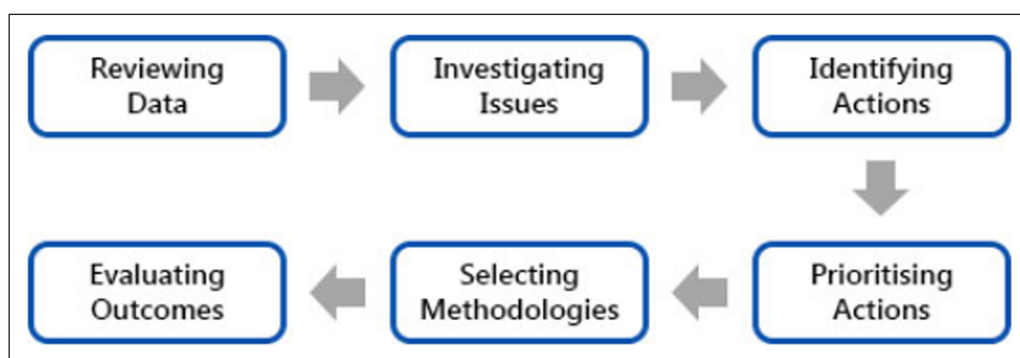 Reviewing
Data
Investigating
Issues
Identifying
Actions
Prioritising
Actions
Selecting
Methodologies
Evaluating
Outcomes